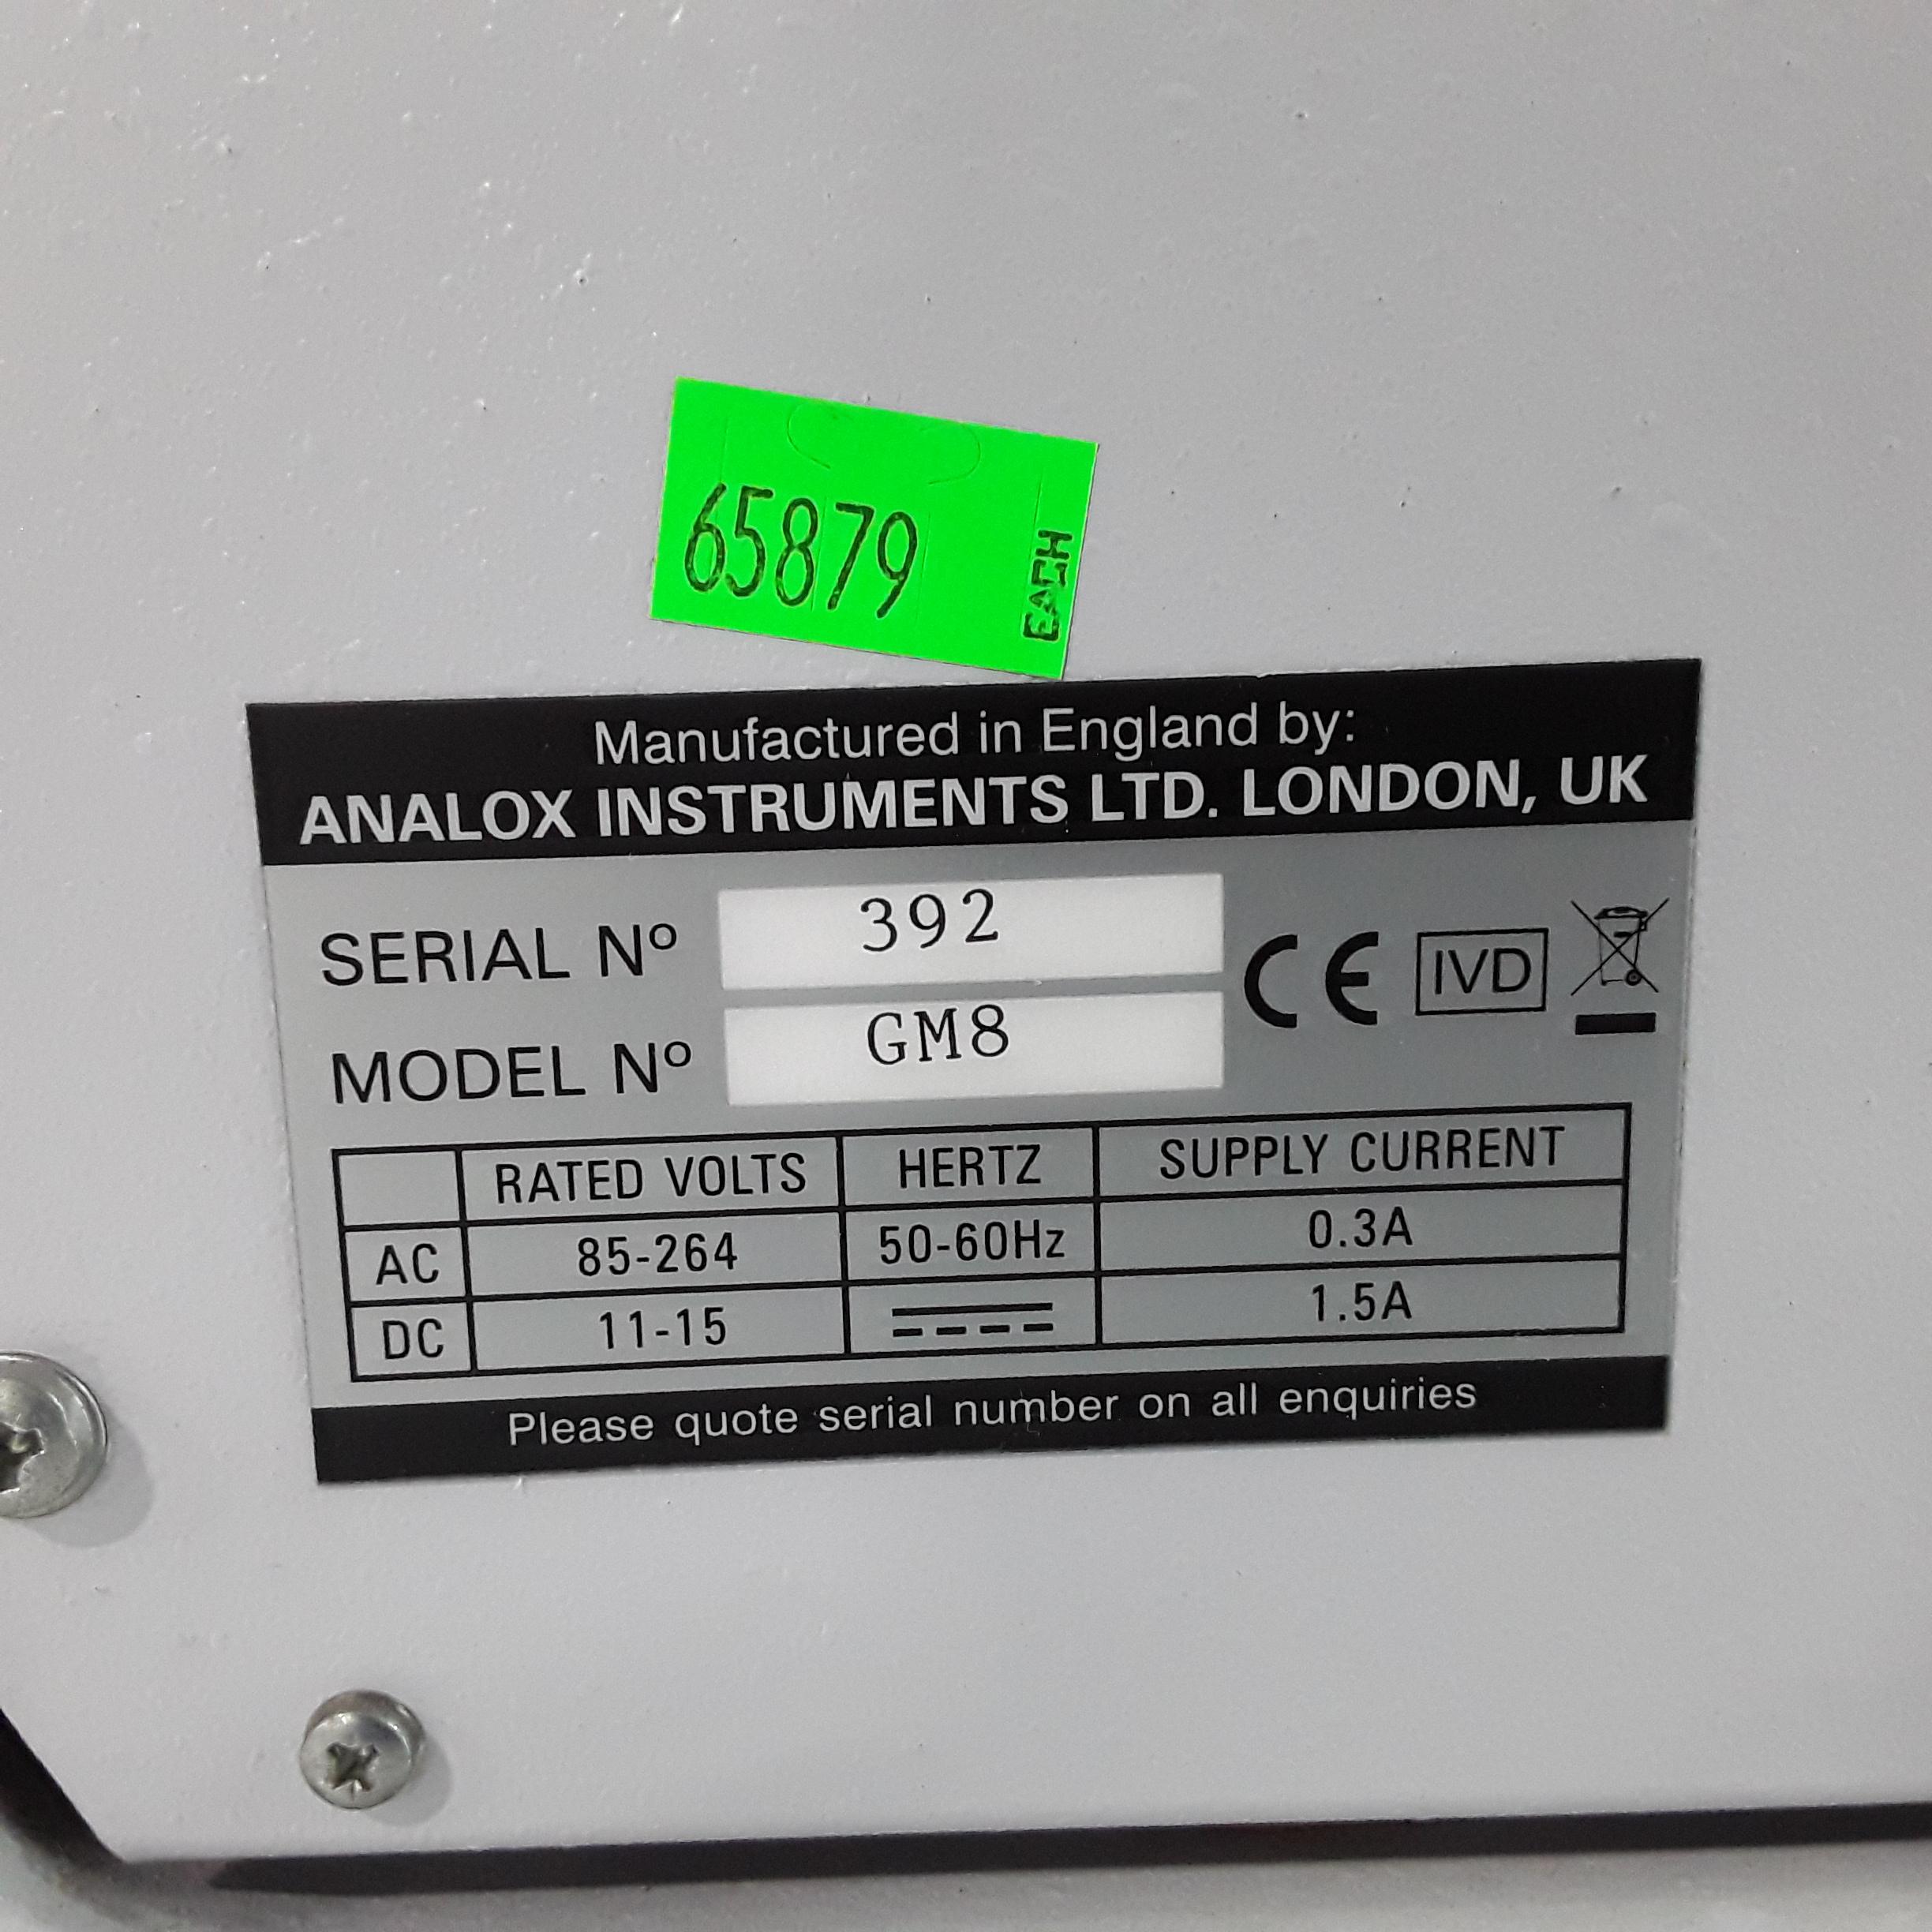 65879
EACH
Manufactured in England by:
ANALOX INSTRUMENTS LTD. LONDON, UK
SERIAL Nº 392
MODEL Nº GM8
CE IVD
RATED VOLTS HERTZ SUPPLY CURRENT
AC 85-264 50-60Hz 0.3A
DC 11-15 1.5A
Please quote serial number on all enquiries